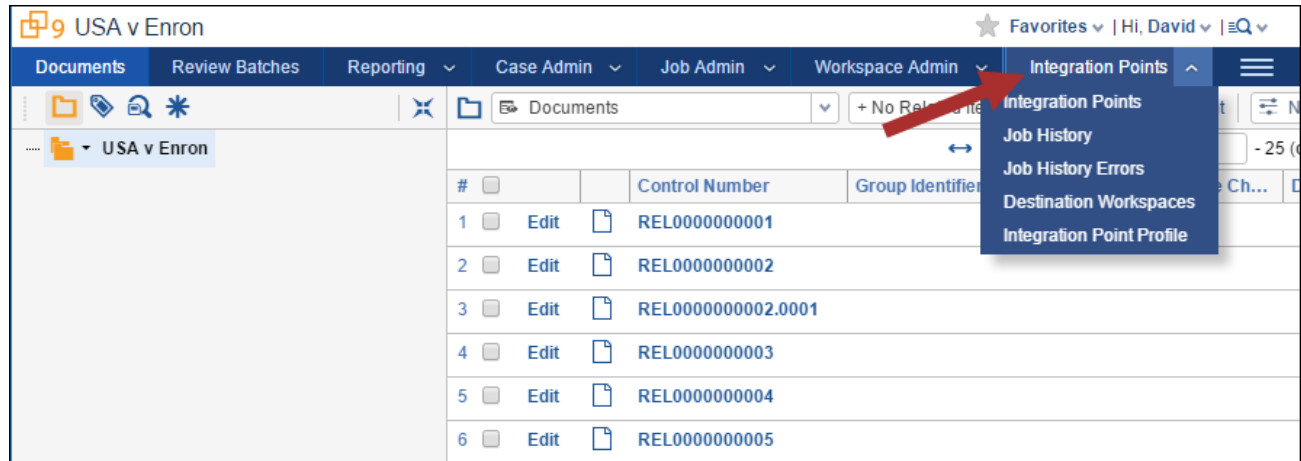 9 USA v Enron Favorites | Hi, David |
Documents Review Batches Reporting Case Admin Job Admin Workspace Admin Integration Points
Documents + No
USA v Enron
Integration Points
Job History
Job History Errors
Destination Workspaces
Integration Point Profile
- 25
# Control Number Group Identifier Ch...
1 Edit REL0000000001
2 Edit REL0000000002
3 Edit REL0000000002.0001
4 Edit REL0000000003
5 Edit REL0000000004
6 Edit REL0000000005